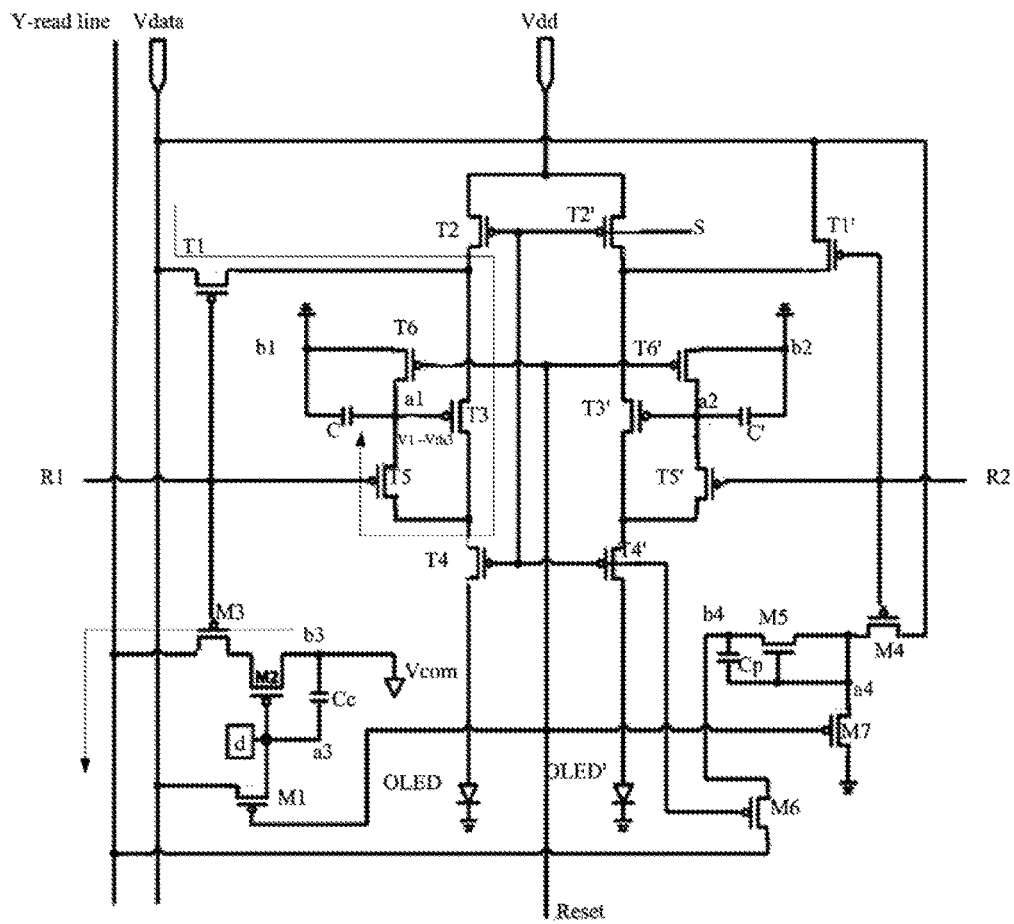 Y-read line Vdata Vdd
T2 T2' S T1'
T1
T6 T6'
b1 b2
a1 a2
C T3 T3' C'
V1-Vth3
R1 T5 T5' R2
T4 T4'
M3 b3 b4 M5
M2 Vcom Cp M4
Cc a4
d a3 M7
OLED OLED'
M1 M6
Reset